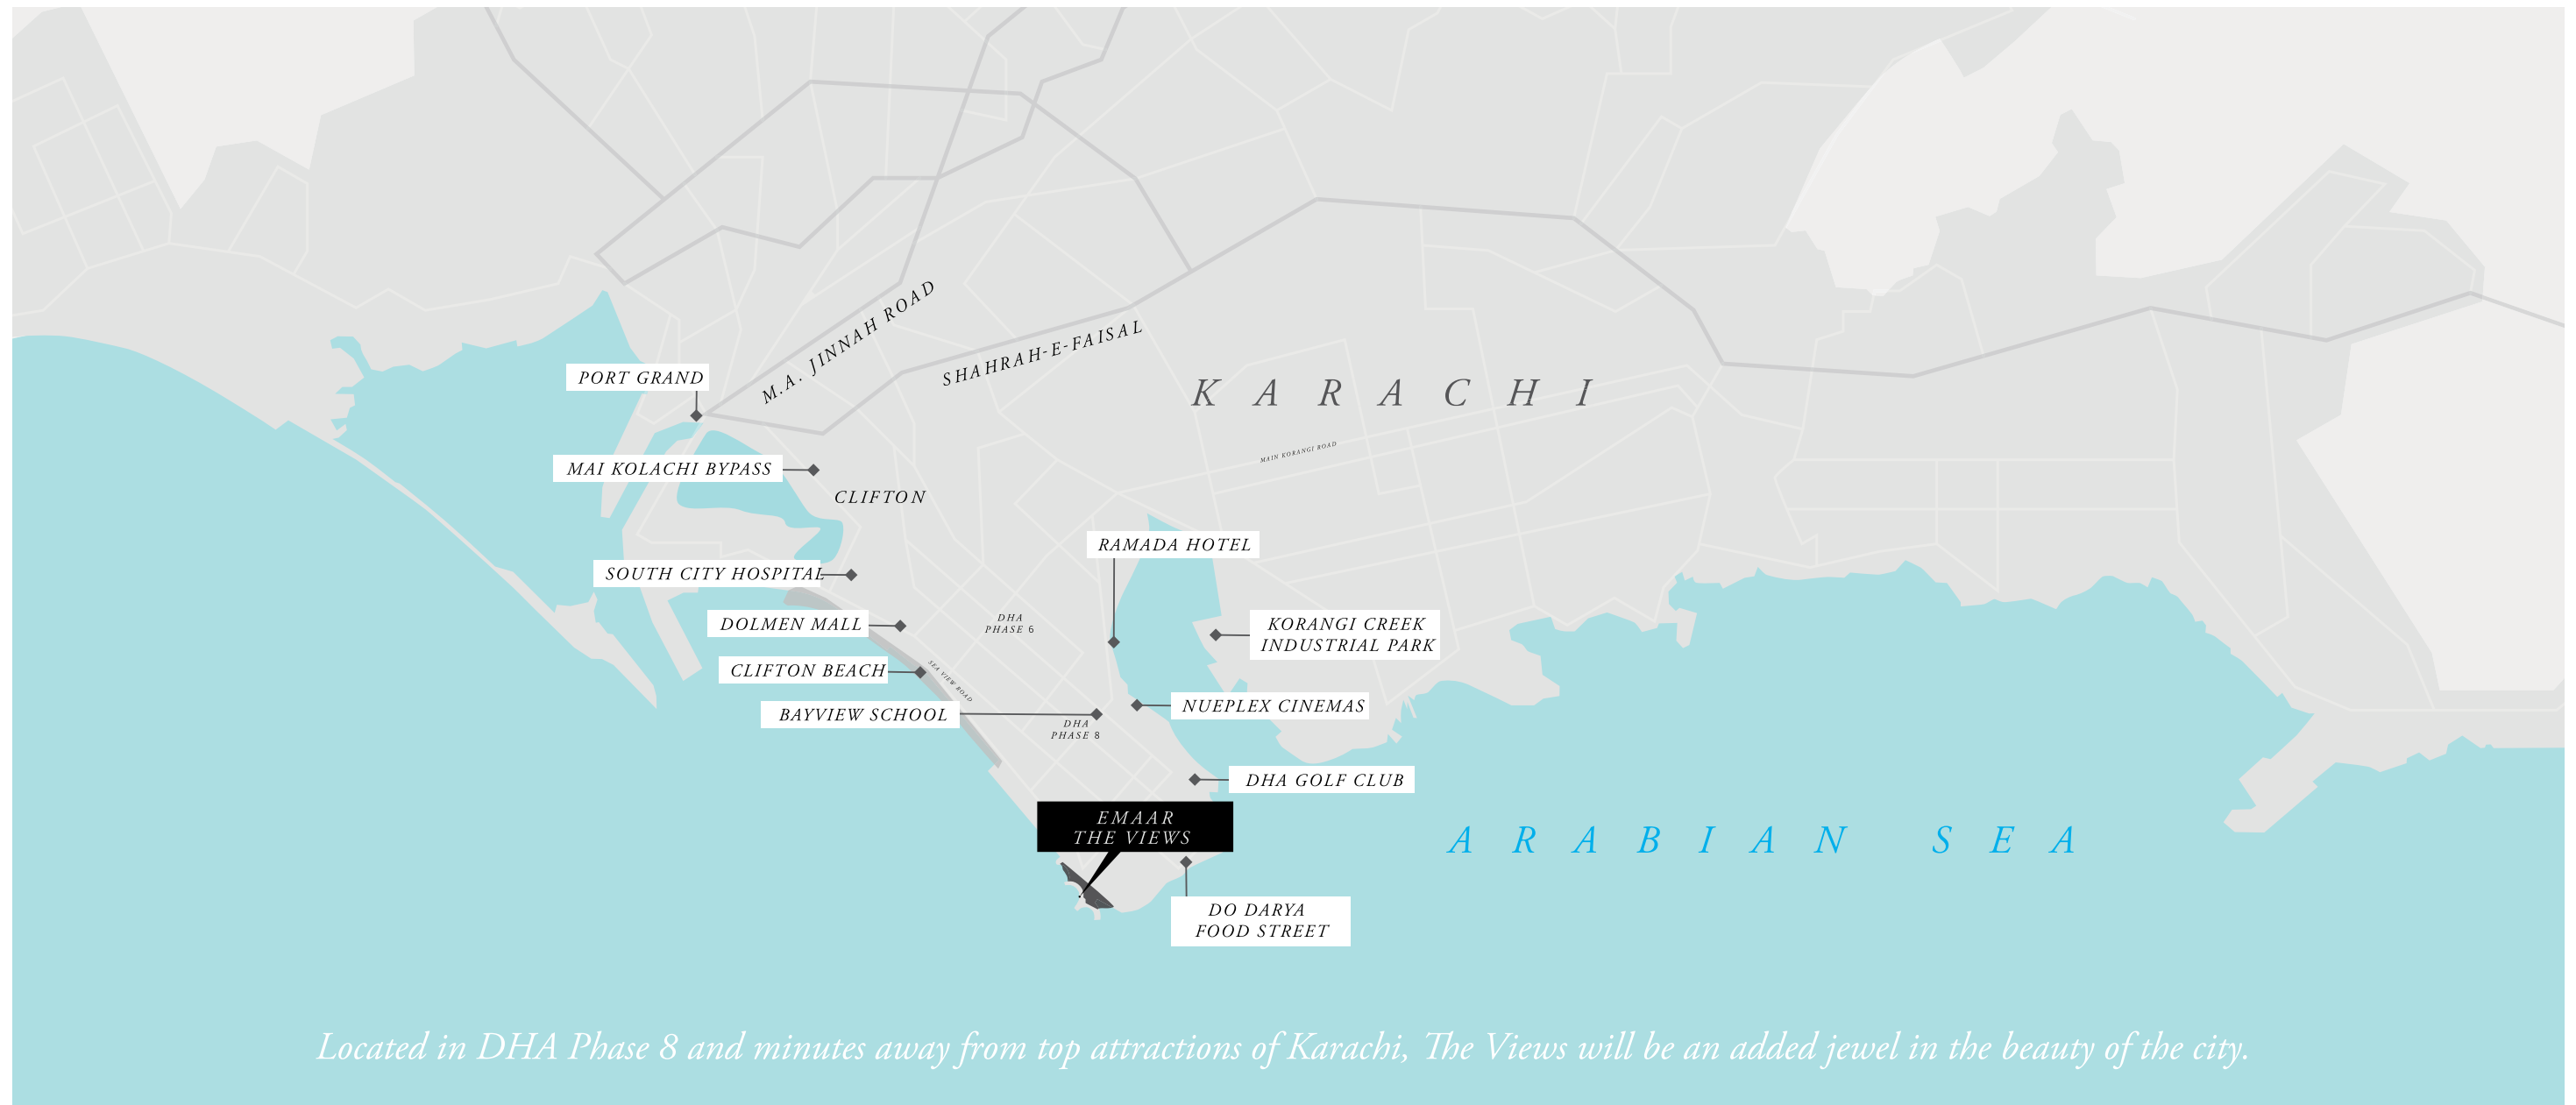 M.A. JINNAH ROAD
SHAHRAH-E-FAISAL
PORT GRAND
KARACHI
MAIN KORANGI ROAD
MAI KOLACHI BYPASS
CLIFTON
RAMADA HOTEL
SOUTH CITY HOSPITAL
DHA
PHASE 6
DOLMEN MALL
KORANGI CREEK
INDUSTRIAL PARK
CLIFTON BEACH
SEA VIEW ROAD
NUEPLEX CINEMAS
BAYVIEW SCHOOL
DHA
PHASE 8
DHA GOLF CLUB
EMAAR
THE VIEWS
ARABIAN SEA
DO DARYA
FOOD STREET
Located in DHA Phase 8 and minutes away from top attractions of Karachi, The Views will be an added jewel in the beauty of the city.